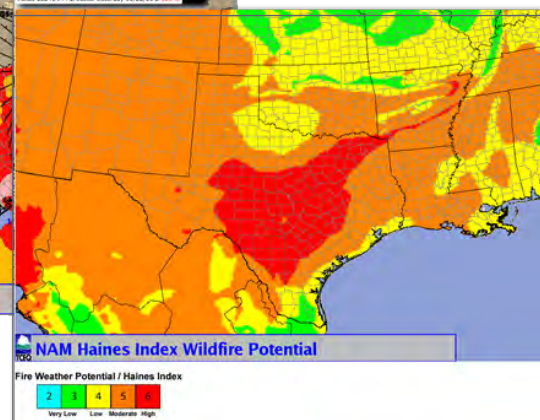 NAM Haines Index Wildfire Potential
TCEQ
Fire Weather Potential / Haines Index
2 3 4 5 6
Very Low Low Moderate High